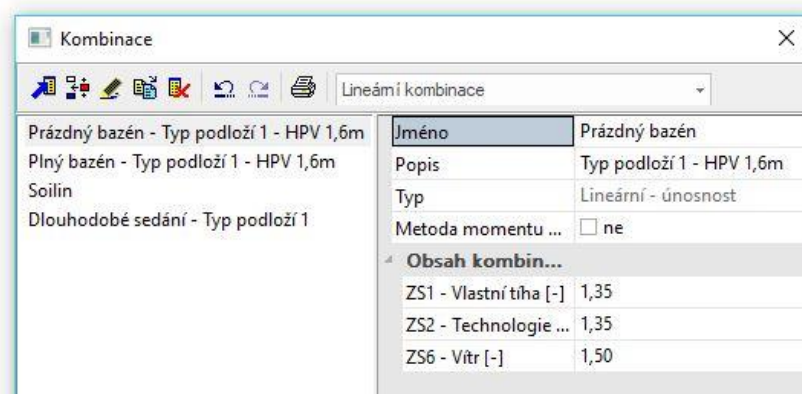 Kombinace
Lineární kombinace
Prázdný bazén - Typ podloží 1 - HPV 1,6m
Plný bazén - Typ podloží 1 - HPV 1,6m
Soilin
Dlouhodobé sedání - Typ podloží 1
Jméno Prázdný bazén
Popis Typ podloží 1 - HPV 1,6m
Typ Lineární - únosnost
Metoda momentu ... ne
Obsah kombin...
ZS1 - Vlastní tíha [-] 1,35
ZS2 - Technologie ... 1,35
ZS6 - Vítr [-] 1,50